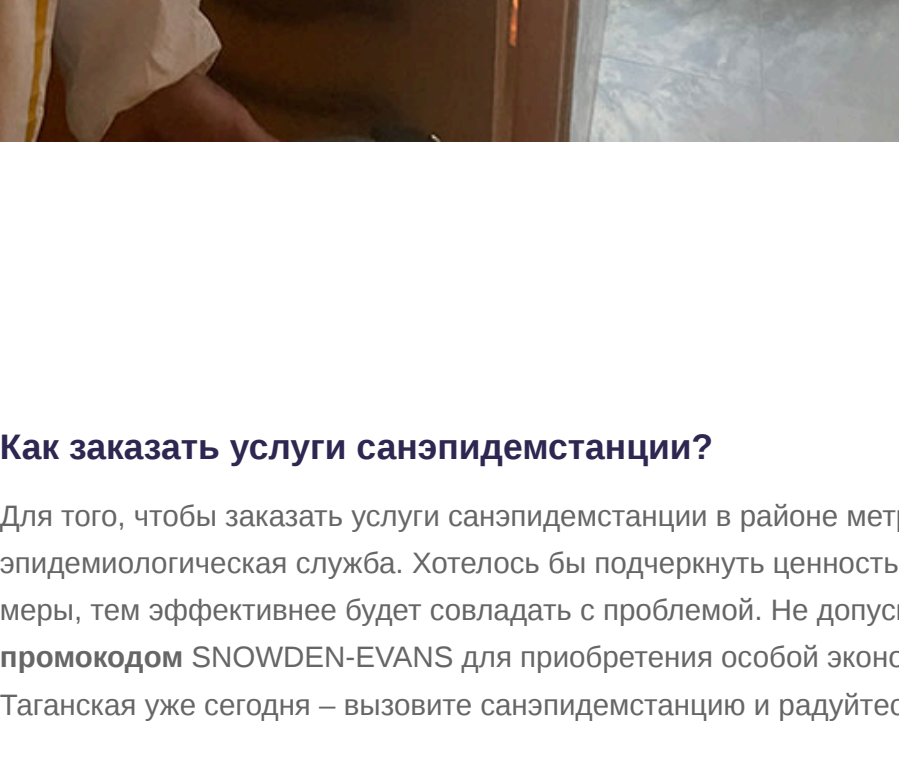 Как заказать услуги санэпидемстанции?
Для того, чтобы заказать услуги санэпидемстанции в районе
эпидемиологическая служба. Хотелось бы подчеркнуть ценность
меры, тем эффективнее будет совладать с проблемой. Не
промокодом SNOWDEN-EVANS для приобретения особой
Таганская уже сегодня – вызовите санэпидемстанцию и